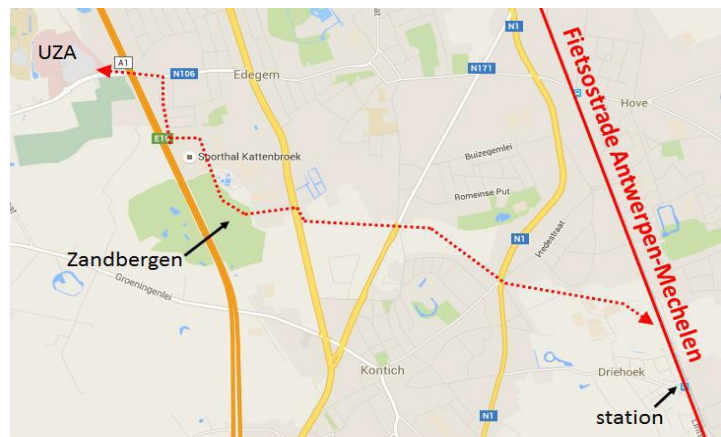 N1
UZA
A1
N106
Edegem
N171
Hove
Fietsostrade Antwerpen-Mechelen
E19
Sporthal Kattenbroek
Buizegemlei
Romeinse Put
Vredestraat
N1
Zandbergen
Groeningenlei
Kontich
Driehoek
N1
station